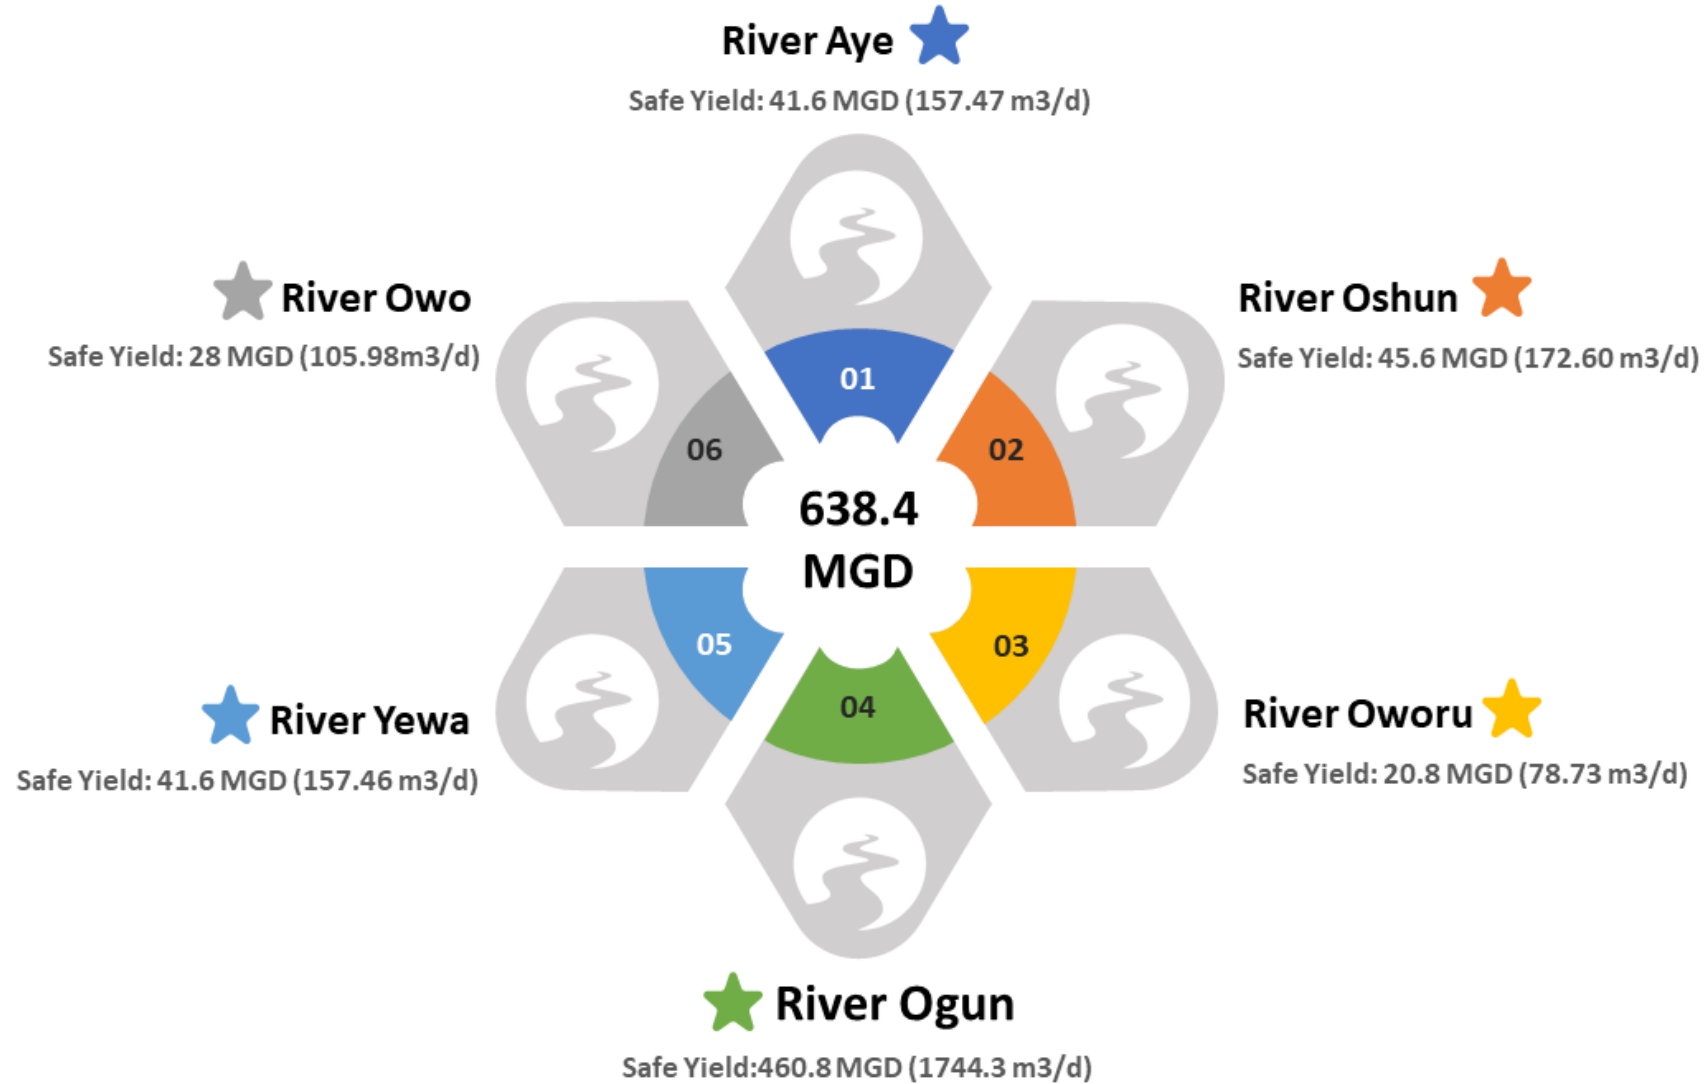 River Aye
Safe Yield: 41.6 MGD (157.47 m3/d)
River Oshun
Safe Yield: 45.6 MGD (172.60 m3/d)
River Oworu
Safe Yield: 20.8 MGD (78.73 m3/d)
River Ogun
Safe Yield:460.8 MGD (1744.3 m3/d)
River Yewa
Safe Yield: 41.6 MGD (157.46 m3/d)
River Owo
Safe Yield: 28 MGD (105.98m3/d)
01
02
03
04
05
06
638.4
MGD